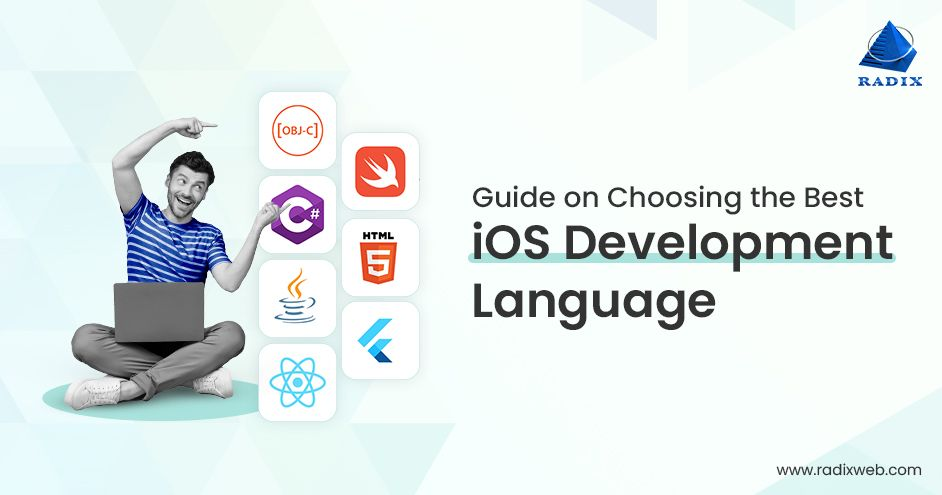 RADIX
[OBJ-C]
C#
HTML
5
Guide on Choosing the Best
iOS Development
Language
www.radixweb.com